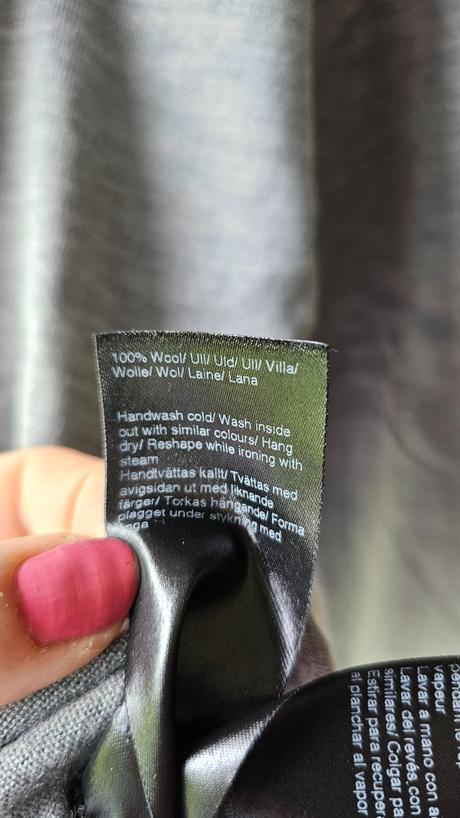 100% Wool/ Ull/ Uld/ Ull/ Villa/
Wolle/ Wol/ Laine/ Lana
Handwash cold/ Wash inside
out with similar colours/ Hang
dry/ Reshape while ironing with
steam
Handtvättas kallt/ Tvättas med
avigsidan ut med liknande
färger/ Torkas hängande/ Forma
plagget under stykning med
vapeur
Lavar a mano con a
Lavar del revés con
similares/ Colgar pa
Estirar para recuper
al planchar al vapor